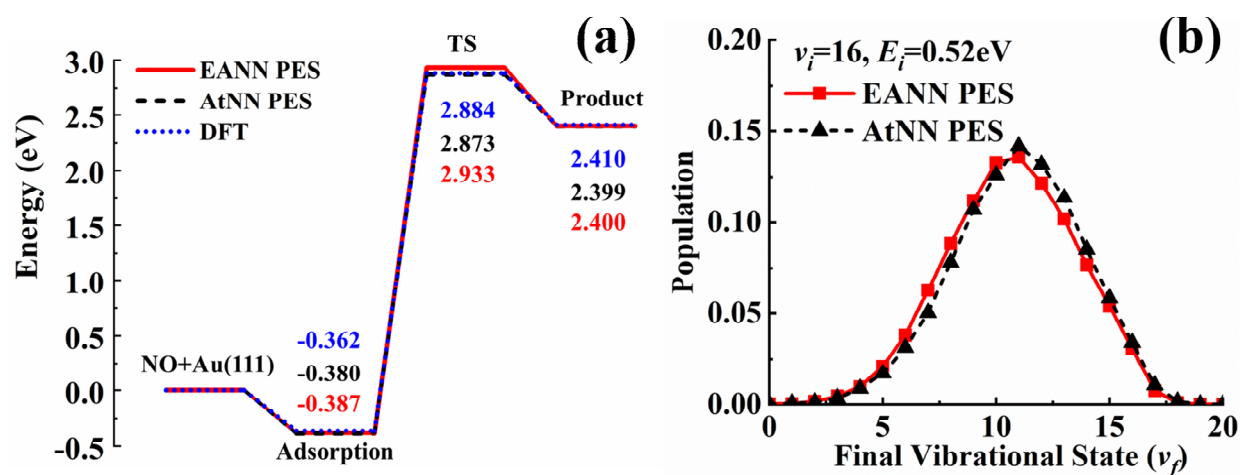 (a)
EANN PES
AtNN PES
DFT
TS
Product
2.884
2.873
2.933
2.410
2.399
2.400
NO+Au(111)
-0.362
-0.380
-0.387
Adsorption
Energy (eV)
3.0
2.5
2.0
1.5
1.0
0.5
0.0
-0.5
(b)
v_i=16, E_i=0.52eV
EANN PES
AtNN PES
Population
0.20
0.15
0.10
0.05
0.00
0 5 10 15 20
Final Vibrational State (v_f)